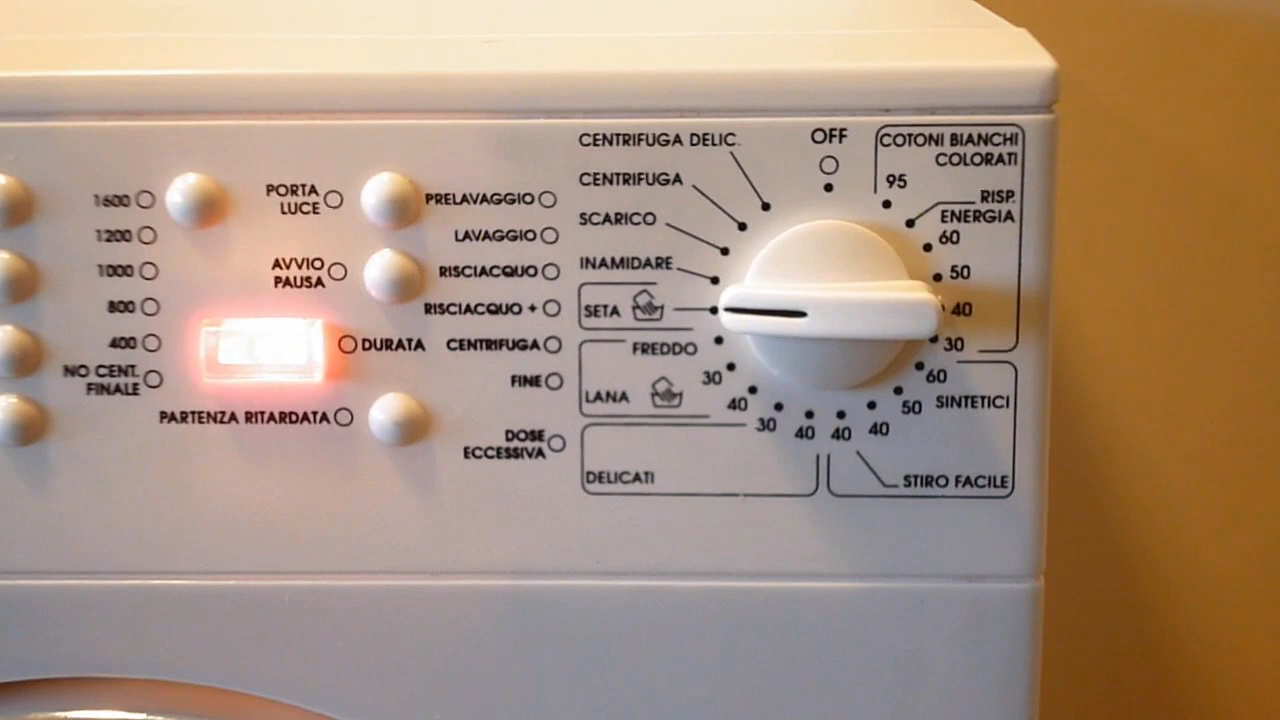 1600
1200
1000
800
400
NO CENT.
FINALE
PORTA
LUCE
AVVIO
PAUSA
DURATA
PARTENZA RITARDATA
PRELAVAGGIO
LAVAGGIO
RISCIACQUO
RISCIACQUO +
CENTRIFUGA
FINE
DOSE
ECCESSIVA
CENTRIFUGA DELIC.
CENTRIFUGA
SCARICO
INAMIDARE
SETA
FREDDO
30
LANA
40
DELICATI
30
40
OFF
COTONI BIANCHI
COLORATI
95
RISP.
ENERGIA
60
50
40
30
60
50
SINTETICI
40
40
STIRO FACILE